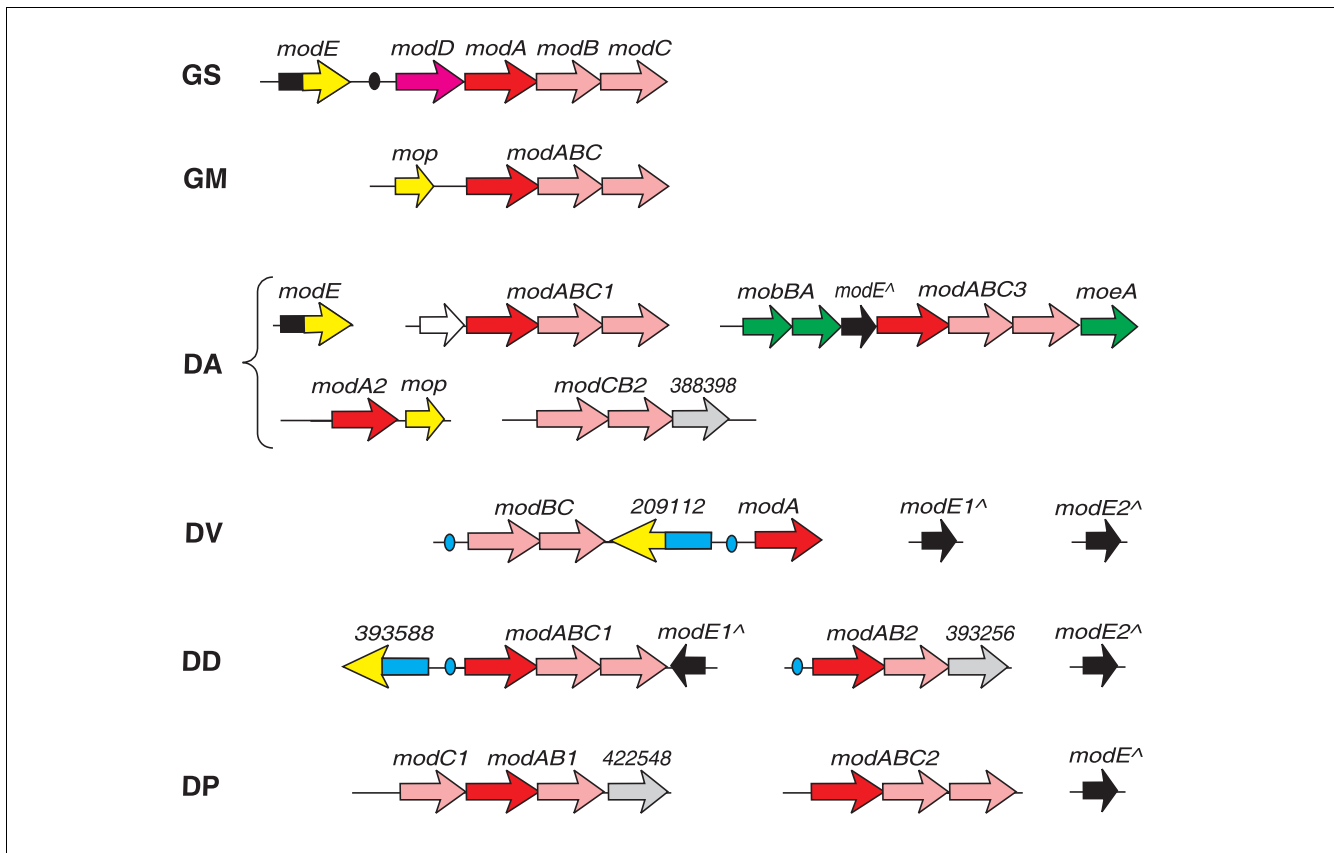 modE modD modA modB modC
GS
mop modABC
GM
modE modABC1 mobBA modE^ modABC3 moeA
DA
modA2 mop modCB2 388398
modBC 209112 modA modE1^ modE2^
DV
393588 modABC1 modE1^ modAB2 393256 modE2^
DD
modC1 modAB1 422548 modABC2 modE^
DP